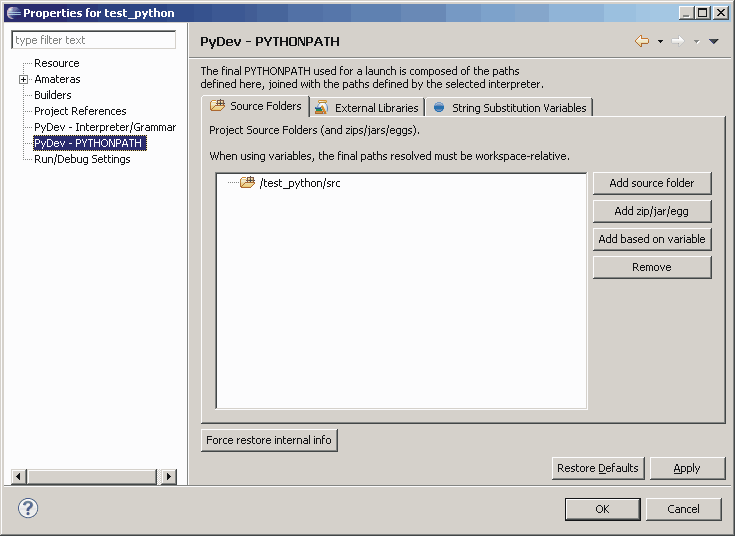 Properties for test_python
type filter text
Resource
Amateras
Builders
Project References
PyDev - Interpreter/Grammar
PyDev - PYTHONPATH
Run/Debug Settings
PyDev - PYTHONPATH
The final PYTHONPATH used for a launch is composed of the paths
defined here, joined with the paths defined by the selected interpreter.
Source Folders
External Libraries
String Substitution Variables
Project Source Folders (and zips/jars/eggs).
When using variables, the final paths resolved must be workspace-relative.
/test_python/src
Add source folder
Add zip/jar/egg
Add based on variable
Remove
Force restore internal info
Restore Defaults
Apply
?
OK
Cancel